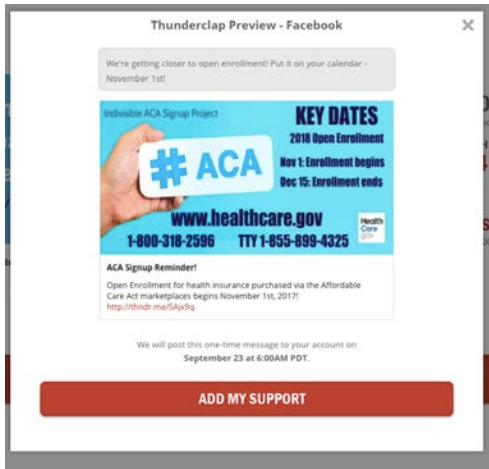 Thunderclap Preview - Facebook
We're getting closer to open enrollment! Put it on your calendar -
November 1st!
Indivisible ACA Signup Project
KEY DATES
2018 Open Enrollment
# ACA
Nov 1: Enrollment begins
Dec 15: Enrollment ends
www.healthcare.gov
Health
Care
.gov
1-800-318-2596 TTY 1-855-899-4325
ACA Signup Reminder!
Open Enrollment for health insurance purchased via the Affordable
Care Act marketplaces begins November 1st, 2017!
http://thndr.me/SAjx9q
We will post this one-time message to your account on
September 23 at 6:00AM PDT.
ADD MY SUPPORT